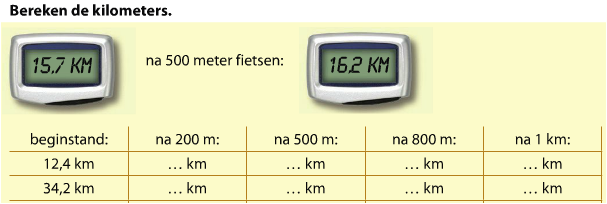 Bereken de kilometers.
15,7 KM na 500 meter fietsen: 16,2 KM
beginstand: na 200 m: na 500 m: na 800 m: na 1 km:
12,4 km … km … km … km … km
34,2 km … km … km … km … km